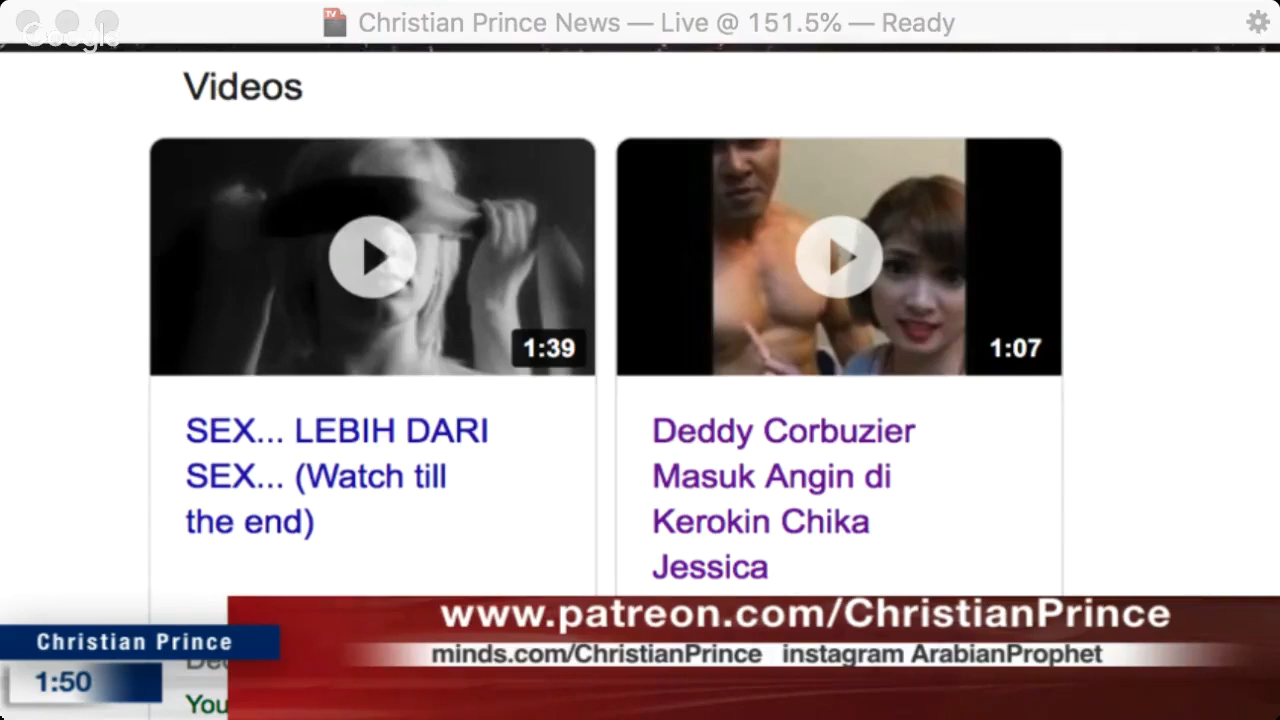 Christian Prince News — Live @ 151.5% — Ready
Google
Videos
1:39
1:07
SEX... LEBIH DARI
SEX... (Watch till
the end)
Deddy Corbuzier
Masuk Angin di
Kerokin Chika
Jessica
www.patreon.com/ChristianPrince
Christian Prince
minds.com/ChristianPrince instagram ArabianProphet
1:50
You